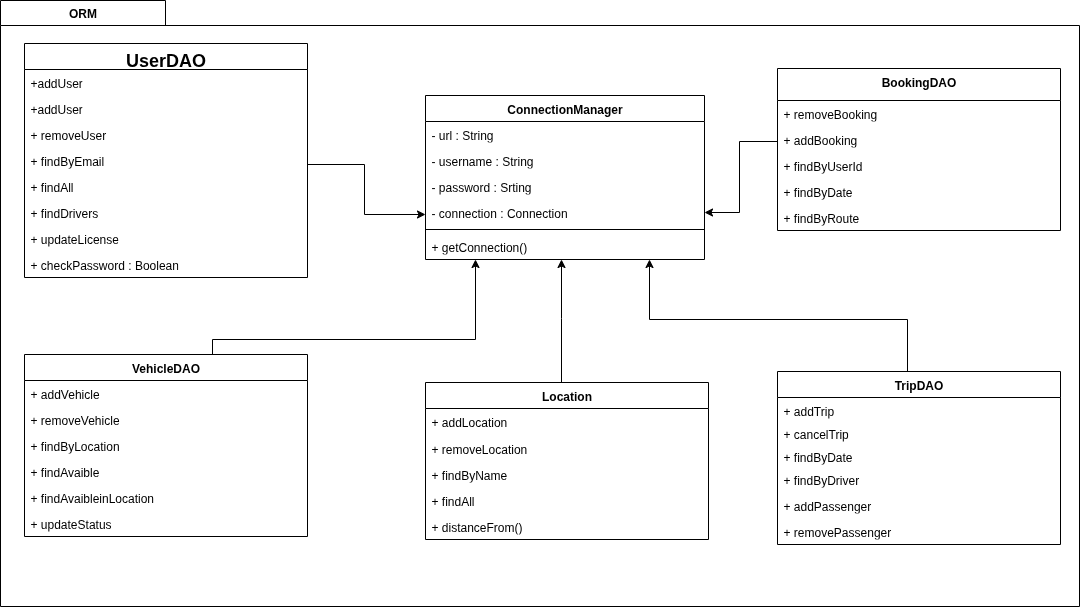 ORM
UserDAO
+addUser
+addUser
+ removeUser
+ findByEmail
+ findAll
+ findDrivers
+ updateLicense
+ checkPassword : Boolean
ConnectionManager
- url : String
- username : String
- password : Srting
- connection : Connection
+ getConnection()
BookingDAO
+ removeBooking
+ addBooking
+ findByUserId
+ findByDate
+ findByRoute
VehicleDAO
+ addVehicle
+ removeVehicle
+ findByLocation
+ findAvaible
+ findAvaibleinLocation
+ updateStatus
Location
+ addLocation
+ removeLocation
+ findByName
+ findAll
+ distanceFrom()
TripDAO
+ addTrip
+ cancelTrip
+ findByDate
+ findByDriver
+ addPassenger
+ removePassenger